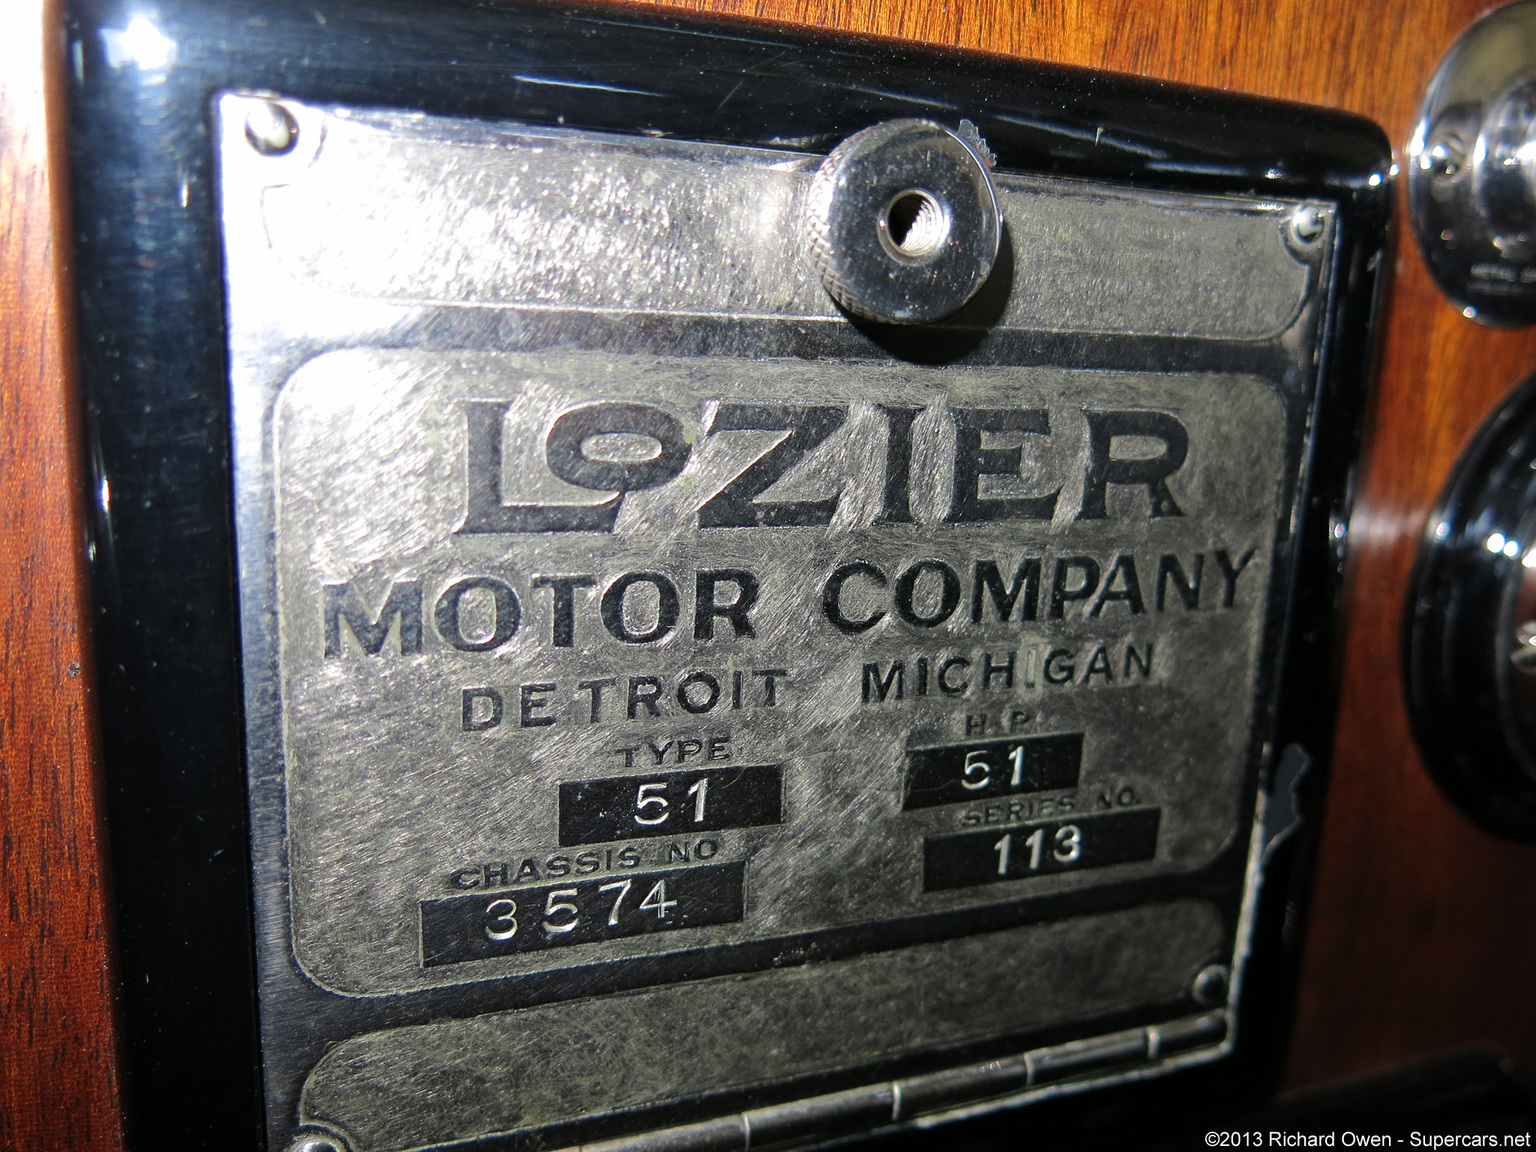 LOZIER
MOTOR COMPANY
DETROIT MICHIGAN
TYPE
51
H.P.
51
CHASSIS NO
3574
SERIES NO.
113
©2013 Richard Owen - Supercars.net